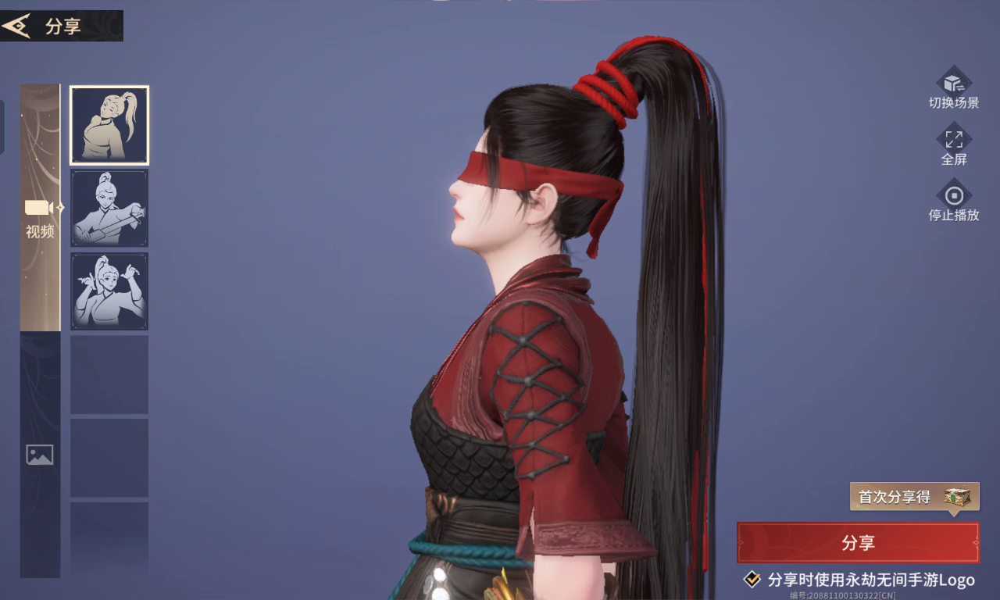 分享
视频
切换场景
全屏
停止播放
首次分享得
分享
分享时使用永劫无间手游Logo
编号:20881100130322[CN]